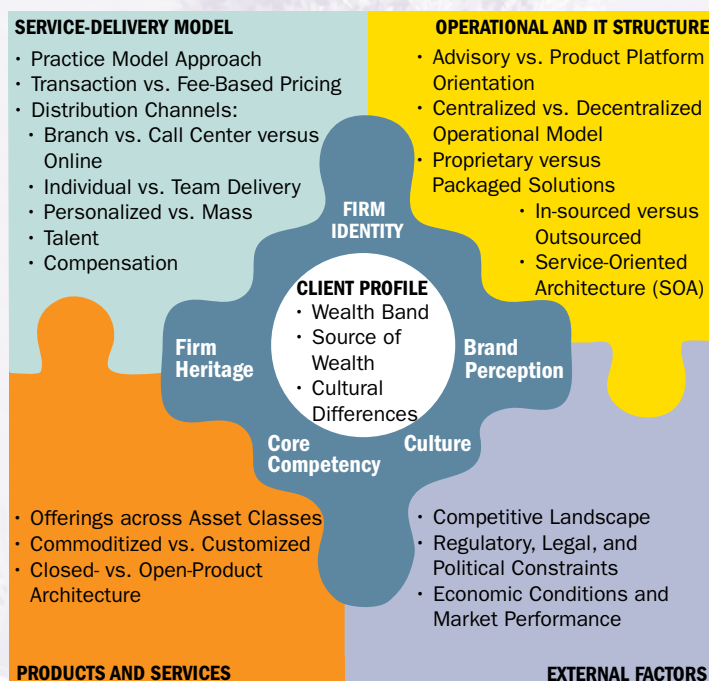 SERVICE-DELIVERY MODEL
· Practice Model Approach
· Transaction vs. Fee-Based Pricing
· Distribution Channels:
· Branch vs. Call Center versus
Online
· Individual vs. Team Delivery
· Personalized vs. Mass
· Talent
· Compensation
OPERATIONAL AND IT STRUCTURE
· Advisory vs. Product Platform
Orientation
· Centralized vs. Decentralized
Operational Model
· Proprietary versus
Packaged Solutions
· In-sourced versus
Outsourced
· Service-Oriented
Architecture (SOA)
FIRM
IDENTITY
CLIENT PROFILE
· Wealth Band
· Source of
Wealth
· Cultural
Differences
Firm
Heritage
Brand
Perception
Core
Competency
Culture
· Offerings across Asset Classes
· Commoditized vs. Customized
· Closed- vs. Open-Product
Architecture
PRODUCTS AND SERVICES
· Competitive Landscape
· Regulatory, Legal, and
Political Constraints
· Economic Conditions and
Market Performance
EXTERNAL FACTORS